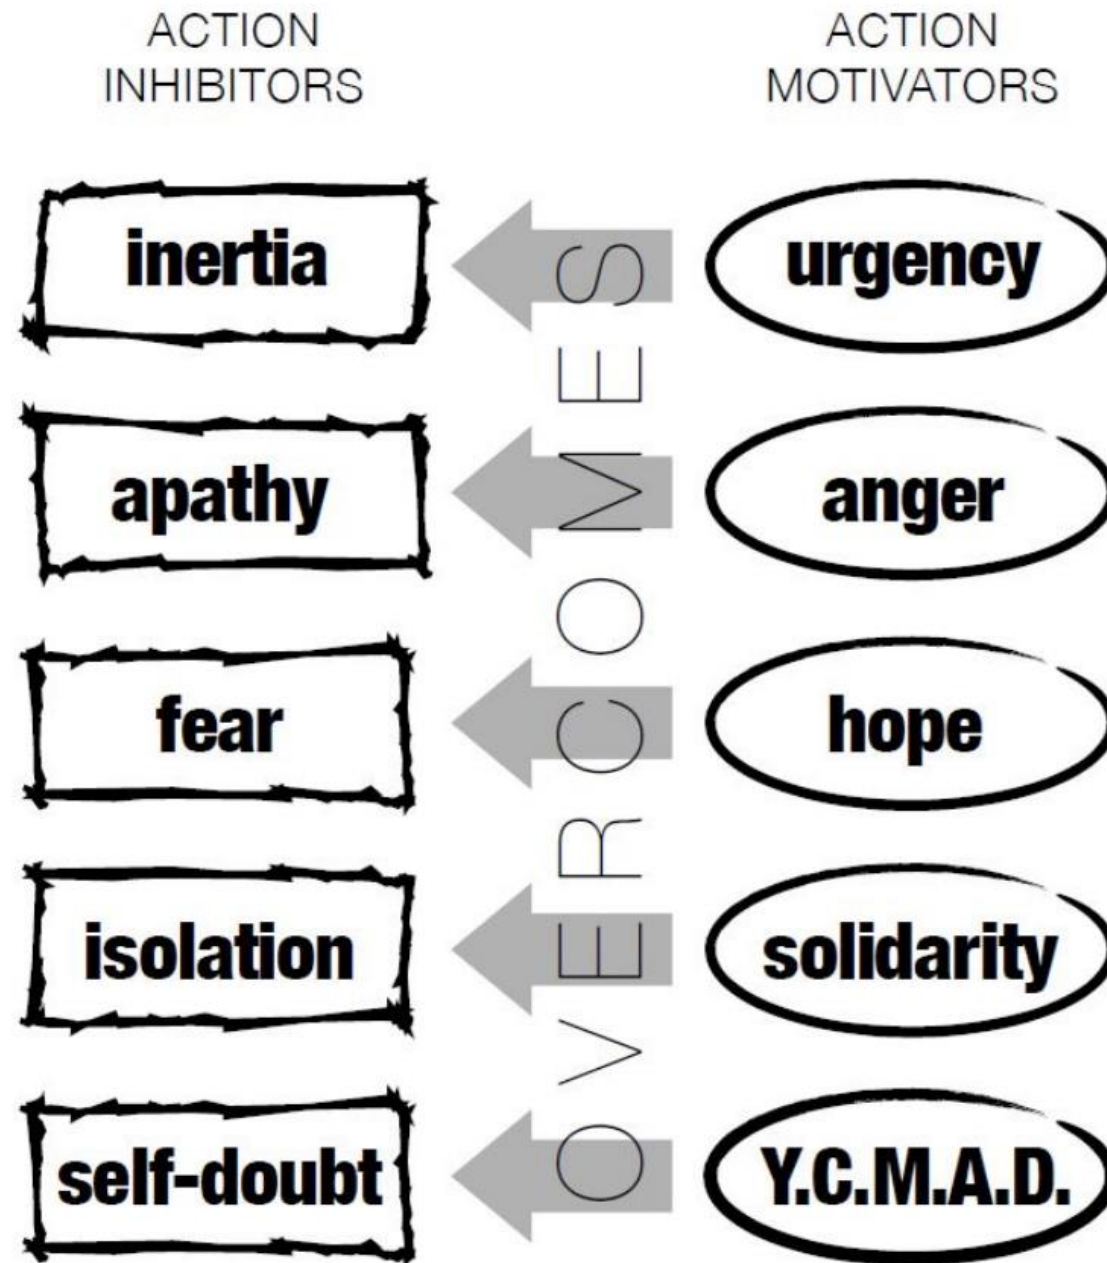 ACTION
INHIBITORS
ACTION
MOTIVATORS
inertia
urgency
apathy
anger
fear
hope
isolation
solidarity
self-doubt
Y.C.M.A.D.
OVERCOMES